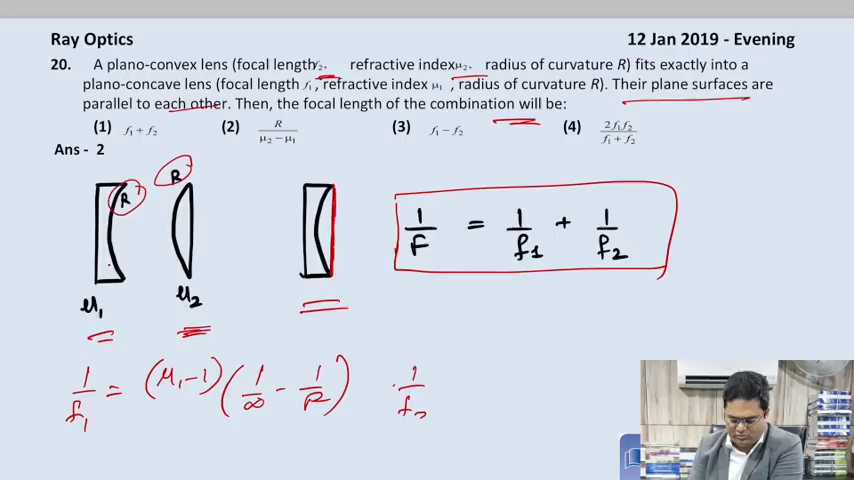 Ray Optics 12 Jan 2019 - Evening
20. A plano-convex lens (focal length f₂, refractive index μ₂, radius of curvature R) fits exactly into a
plano-concave lens (focal length f₁, refractive index μ₁, radius of curvature R). Their plane surfaces are
parallel to each other. Then, the focal length of the combination will be:
(1) f₁ + f₂ (2) R / (μ₂ − μ₁) (3) f₁ − f₂ (4) 2f₁f₂ / (f₁ + f₂)
Ans - 2
R R
1/F = 1/f₁ + 1/f₂
μ₁ μ₂
1/f₁ = (μ₁-1) (1/∞ - 1/R) 1/f₂